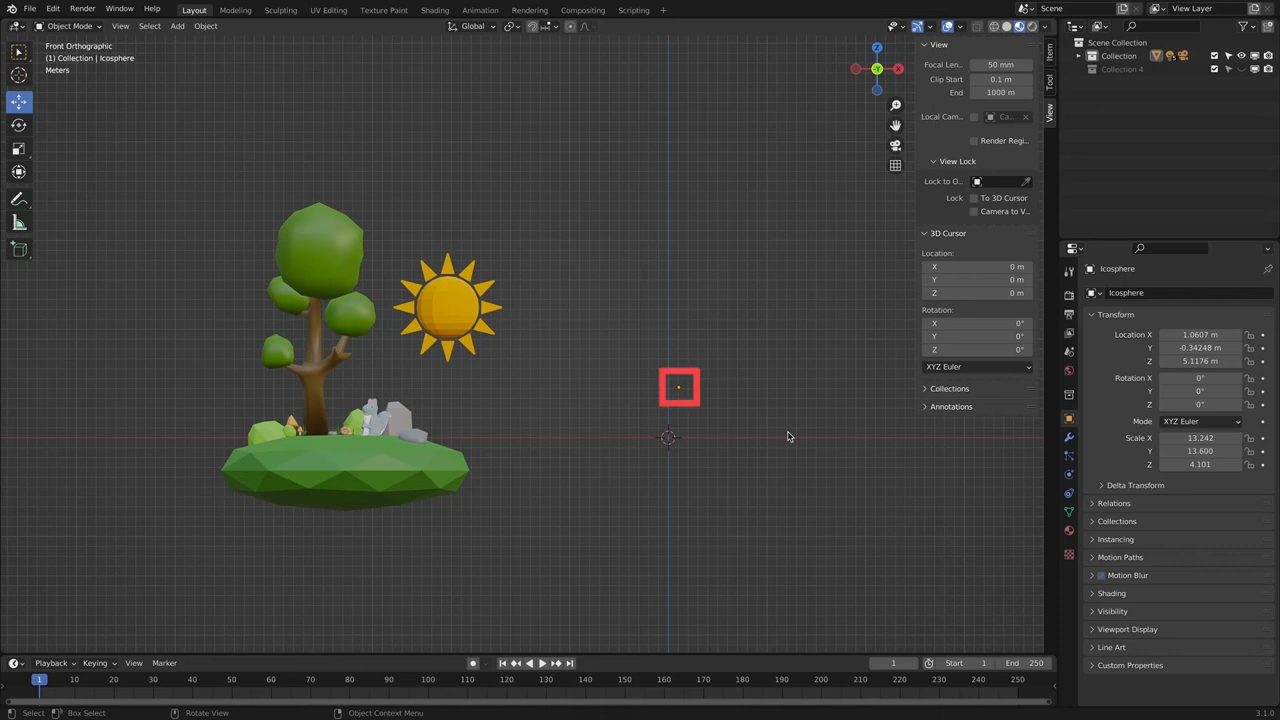 File Edit Render Window Help Layout Modeling Sculpting UV Editing Texture Paint Shading Animation Rendering Compositing Scripting Scene View Layer
Object Mode View Select Add Object Global
Front Orthographic
(1) Collection | Icosphere
Meters
Z
-Y
X
View
Focal Len... 50 mm
Clip Start 0.1 m
End 1000 m
Local Cam... Ca...
Render Regi...
View Lock
Lock to O...
Lock To 3D Cursor
Camera to V...
3D Cursor
Location:
X 0 m
Y 0 m
Z 0 m
Rotation:
X 0°
Y 0°
Z 0°
XYZ Euler
Collections
Annotations
Item
Tool
View
Scene Collection
Collection
Collection 4
Icosphere
Icosphere
Transform
Location X 1.0607 m
Y -0.34248 m
Z 5.1176 m
Rotation X 0°
Y 0°
Z 0°
Mode XYZ Euler
Scale X 13.242
Y 13.600
Z 4.101
Delta Transform
Relations
Collections
Instancing
Motion Paths
Motion Blur
Shading
Visibility
Viewport Display
Line Art
Custom Properties
Playback Keying View Marker 1 Start 1 End 250
1 10 20 30 40 50 60 70 80 90 100 110 120 130 140 150 160 170 180 190 200 210 220 230 240 250
Select Box Select Rotate View Object Context Menu 3.1.0